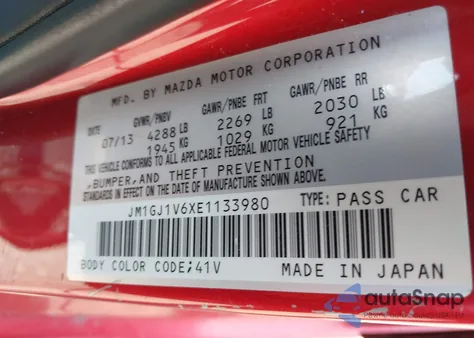 MFD. BY MAZDA MOTOR CORPORATION
DATE GVWR/PNBV GAWR/PNBE FRT GAWR/PNBE RR
07/13 4288 LB 2269 LB 2030 LB
1945 KG 1029 KG 921 KG
THIS VEHICLE CONFORMS TO ALL APPLICABLE FEDERAL MOTOR VEHICLE SAFETY
,BUMPER,AND THEFT PREVENTION
STANDARDS IN EFFECT ON THE DATE OF MANUFACTURE SHOWN ABOVE.
JM1GJ1V6XE1133980 TYPE: PASS CAR
BODY COLOR CODE;41V MADE IN JAPAN
autoSnap